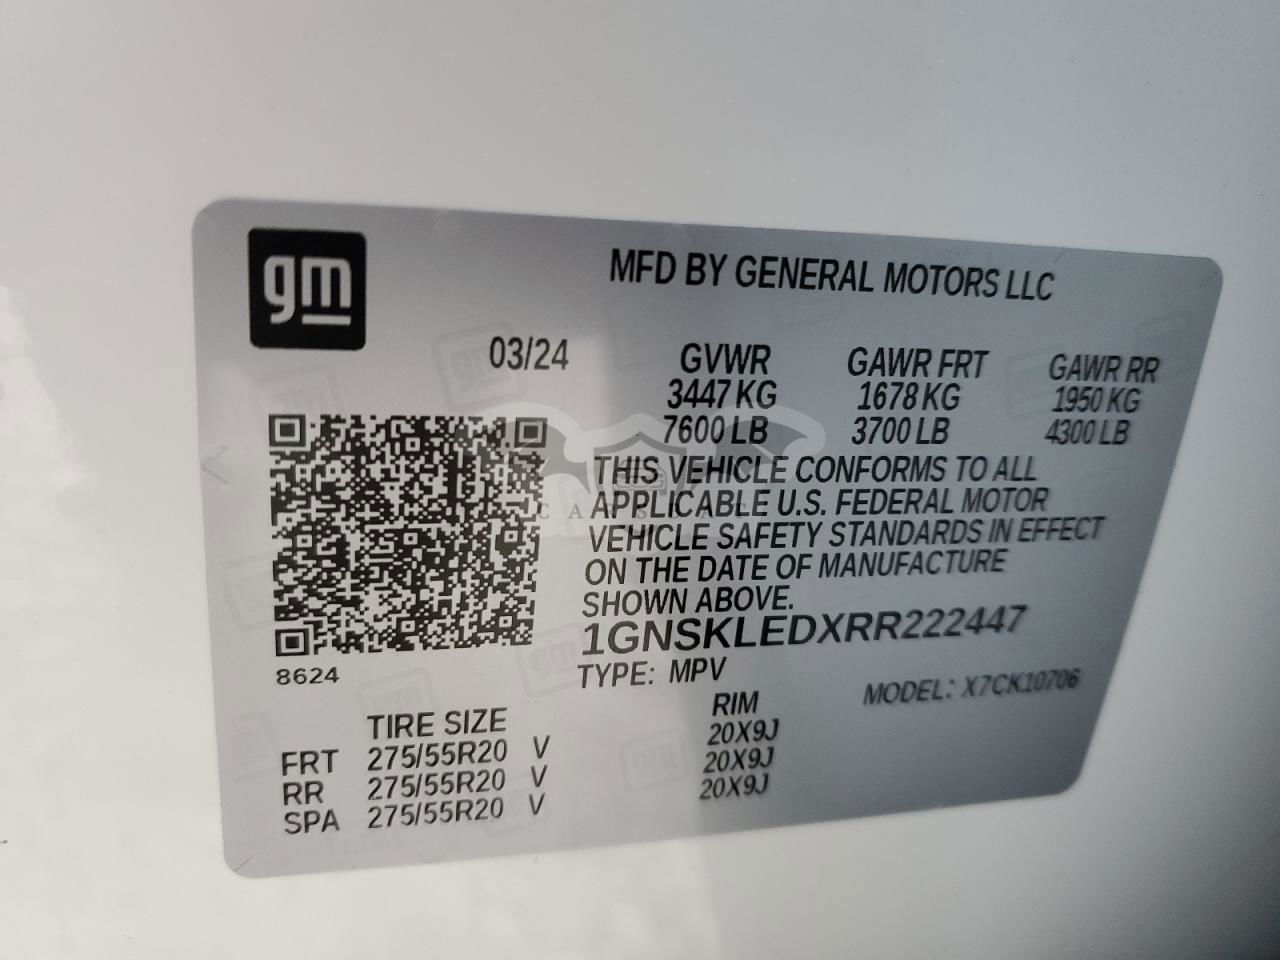 gm
MFD BY GENERAL MOTORS LLC
03/24 GVWR GAWR FRT GAWR RR
3447 KG 1678 KG 1950 KG
7600 LB 3700 LB 4300 LB
THIS VEHICLE CONFORMS TO ALL
APPLICABLE U.S. FEDERAL MOTOR
VEHICLE SAFETY STANDARDS IN EFFECT
ON THE DATE OF MANUFACTURE
SHOWN ABOVE.
1GNSKLEDXRR222447
8624
TYPE: MPV MODEL: X7CK10706
TIRE SIZE RIM
FRT 275/55R20 V 20X9J
RR 275/55R20 V 20X9J
SPA 275/55R20 V 20X9J